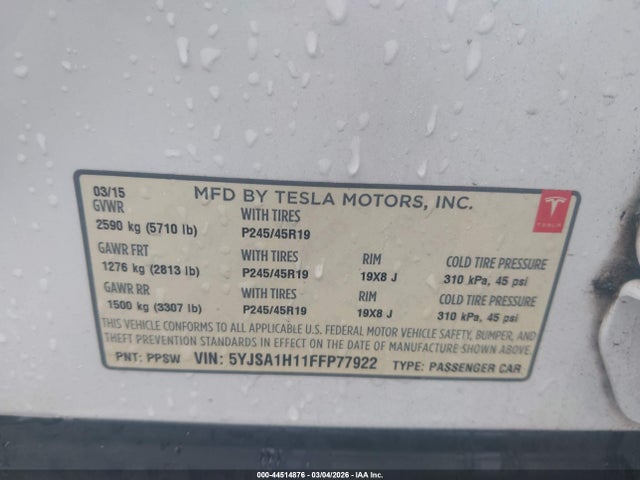 03/15 MFD BY TESLA MOTORS, INC.
GVWR WITH TIRES
2590 kg (5710 lb) P245/45R19
GAWR FRT WITH TIRES RIM COLD TIRE PRESSURE
1276 kg (2813 lb) P245/45R19 19X8 J 310 kPa, 45 psi
GAWR RR WITH TIRES RIM COLD TIRE PRESSURE
1500 kg (3307 lb) P245/45R19 19X8 J 310 kPa, 45 psi
THIS VEHICLE CONFORMS TO ALL APPLICABLE U.S. FEDERAL MOTOR VEHICLE SAFETY, BUMPER, AND
THEFT PREVENTION STANDARDS IN EFFECT ON THE DATE OF MANUFACTURE SHOWN ABOVE.
PNT: PPSW VIN: 5YJSA1H11FFP77922 TYPE: PASSENGER CAR
TESLA
000-44514876 - 03/04/2026 - IAA Inc.